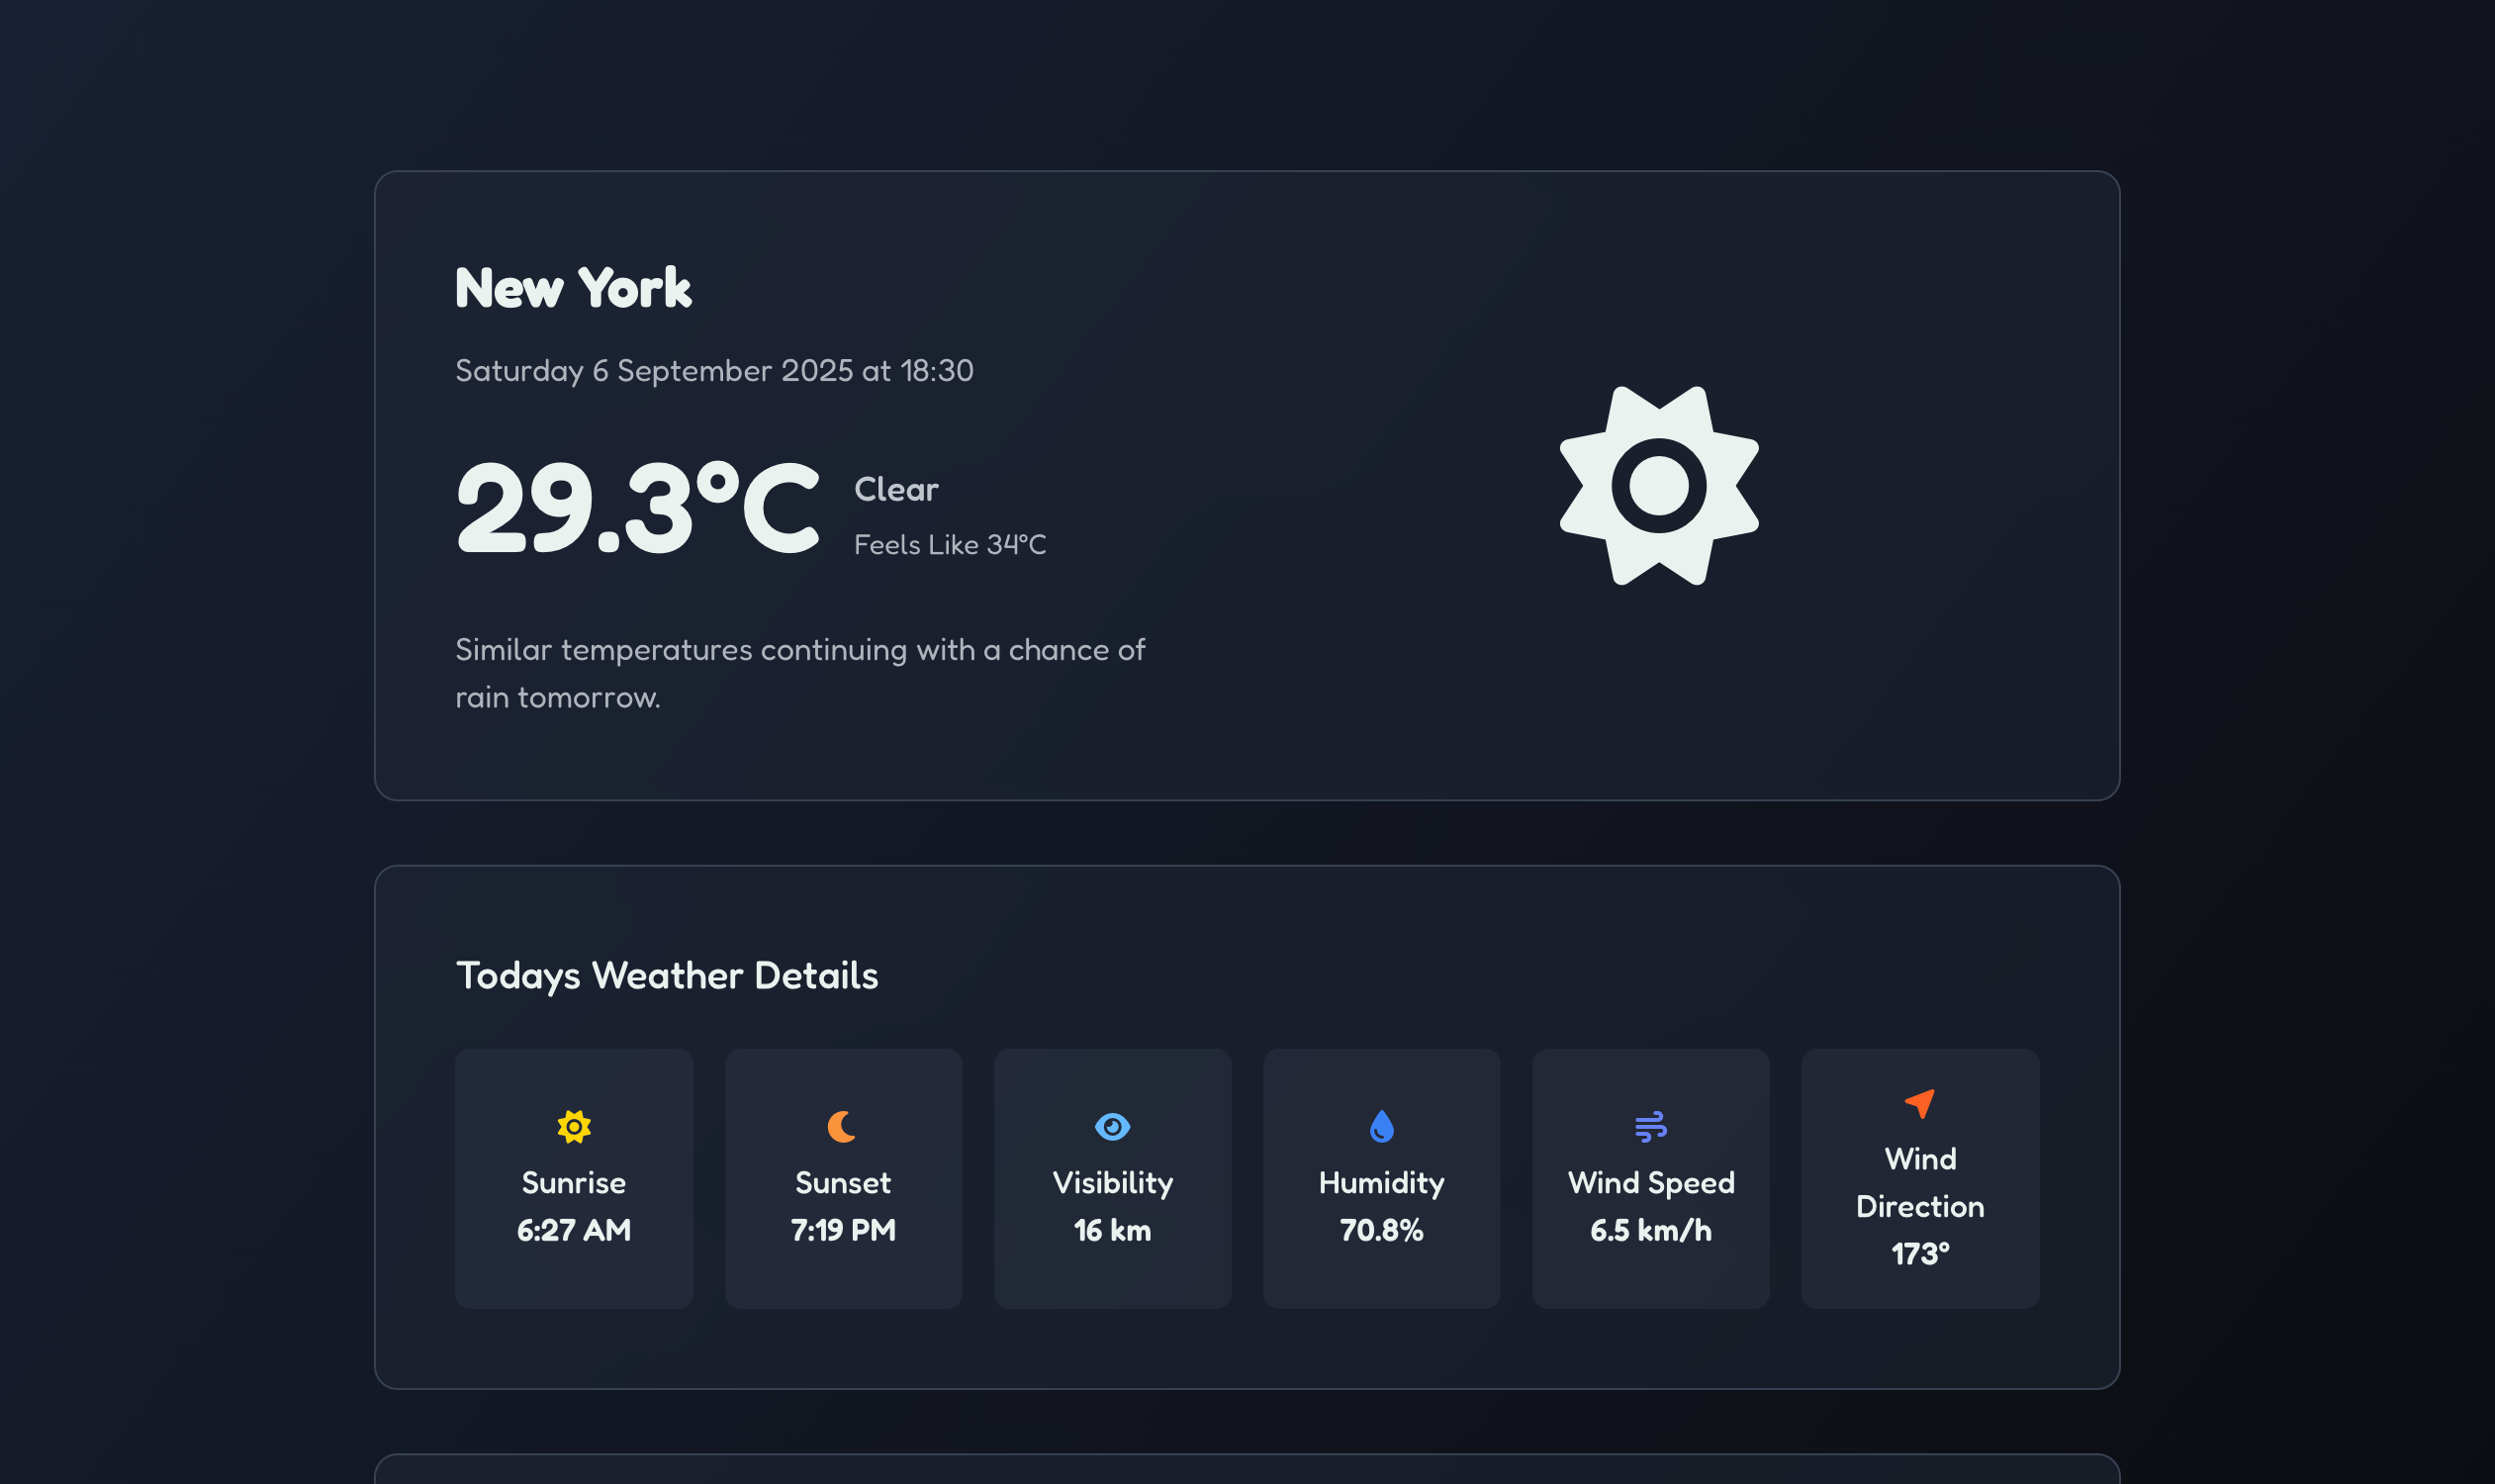 New York
Saturday 6 September 2025 at 18:30
29.3°C
Clear
Feels Like 34°C
Similar temperatures continuing with a chance of
rain tomorrow.
Todays Weather Details
Sunrise
6:27 AM
Sunset
7:19 PM
Visibility
16 km
Humidity
70.8%
Wind Speed
6.5 km/h
Wind
Direction
173°